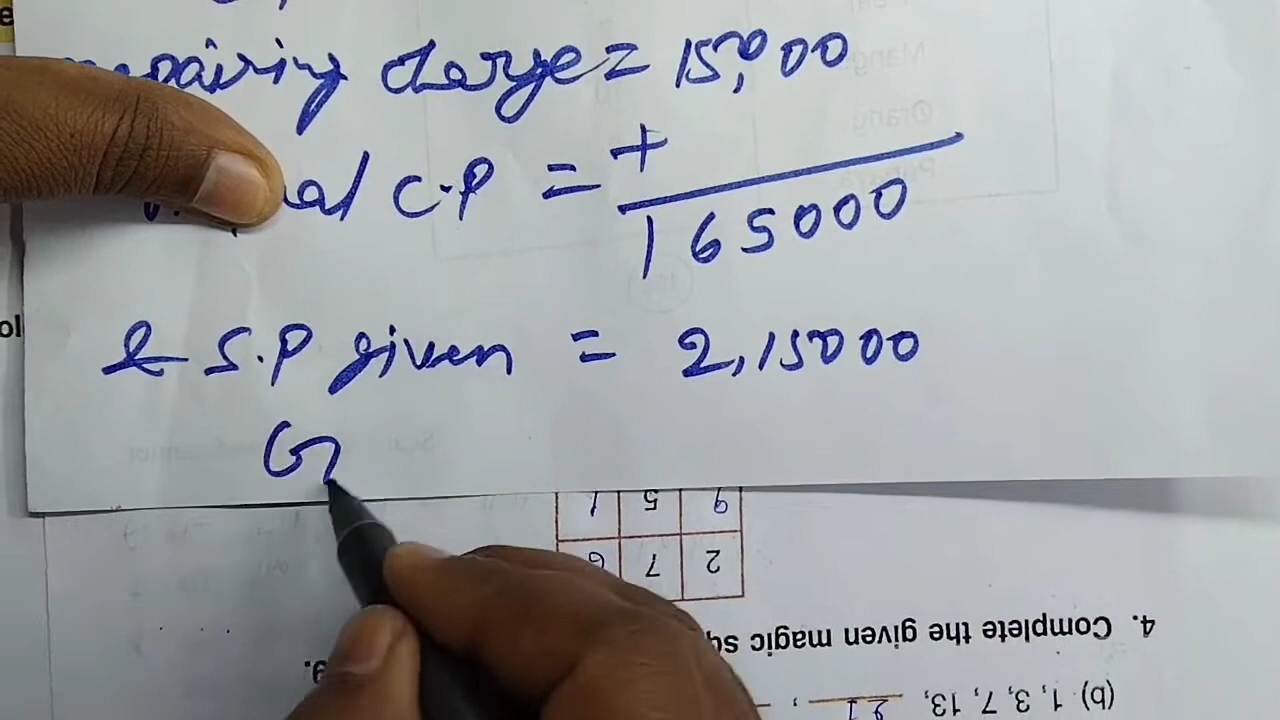 repairing charge = 15,000
C.P = +
165000
& S.P given = 2,15000
G
9 5 1
2 7 6
4. Complete the given magic
(b) 1, 3, 7, 13, 21 ,